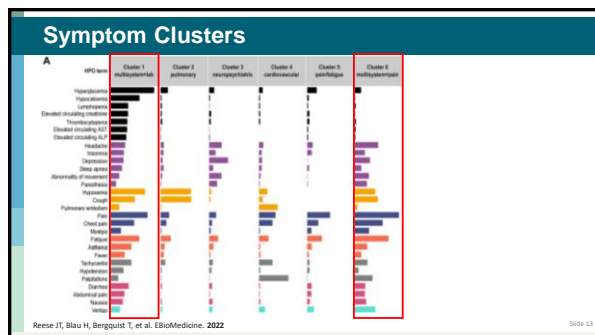 Symptom Clusters
A
HPO term
Cluster 1
multisystem+lab
Cluster 2
pulmonary
Cluster 3
neuropsychiatric
Cluster 4
cardiovascular
Cluster 5
pain/fatigue
Cluster 6
multisystem+pain
Hyperglycemia
Hypocalcemia
Lymphopenia
Elevated circulating creatinine
Thrombocytopenia
Elevated circulating AST
Elevated circulating ALP
Headache
Insomnia
Depression
Sleep apnea
Abnormality of movement
Paresthesia
Hypoxemia
Cough
Pulmonary embolism
Pain
Chest pain
Myalgia
Fatigue
Asthenia
Fever
Tachycardia
Hypotension
Palpitations
Diarrhea
Abdominal pain
Nausea
Vertigo
Reese JT, Blau H, Bergquist T, et al. EBioMedicine. 2022
Slide 13